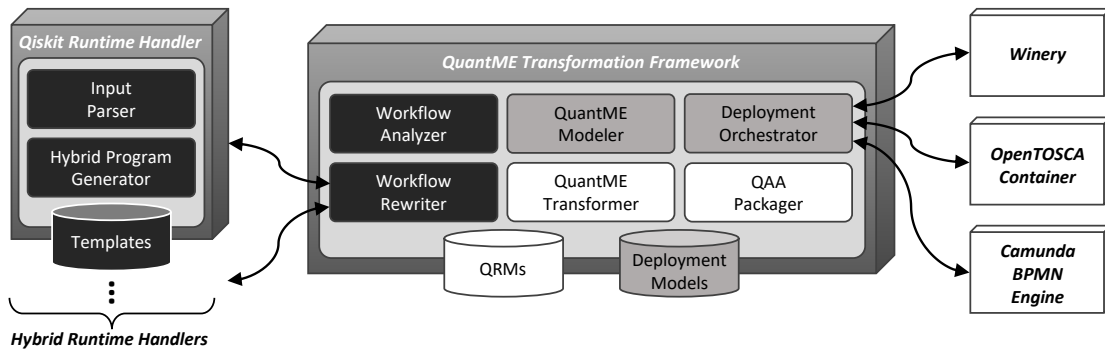 Qiskit Runtime Handler
Input
Parser
Hybrid Program
Generator
Templates
Hybrid Runtime Handlers
QuantME Transformation Framework
Workflow
Analyzer
QuantME
Modeler
Deployment
Orchestrator
Workflow
Rewriter
QuantME
Transformer
QAA
Packager
QRMs
Deployment
Models
Winery
OpenTOSCA
Container
Camunda
BPMN
Engine